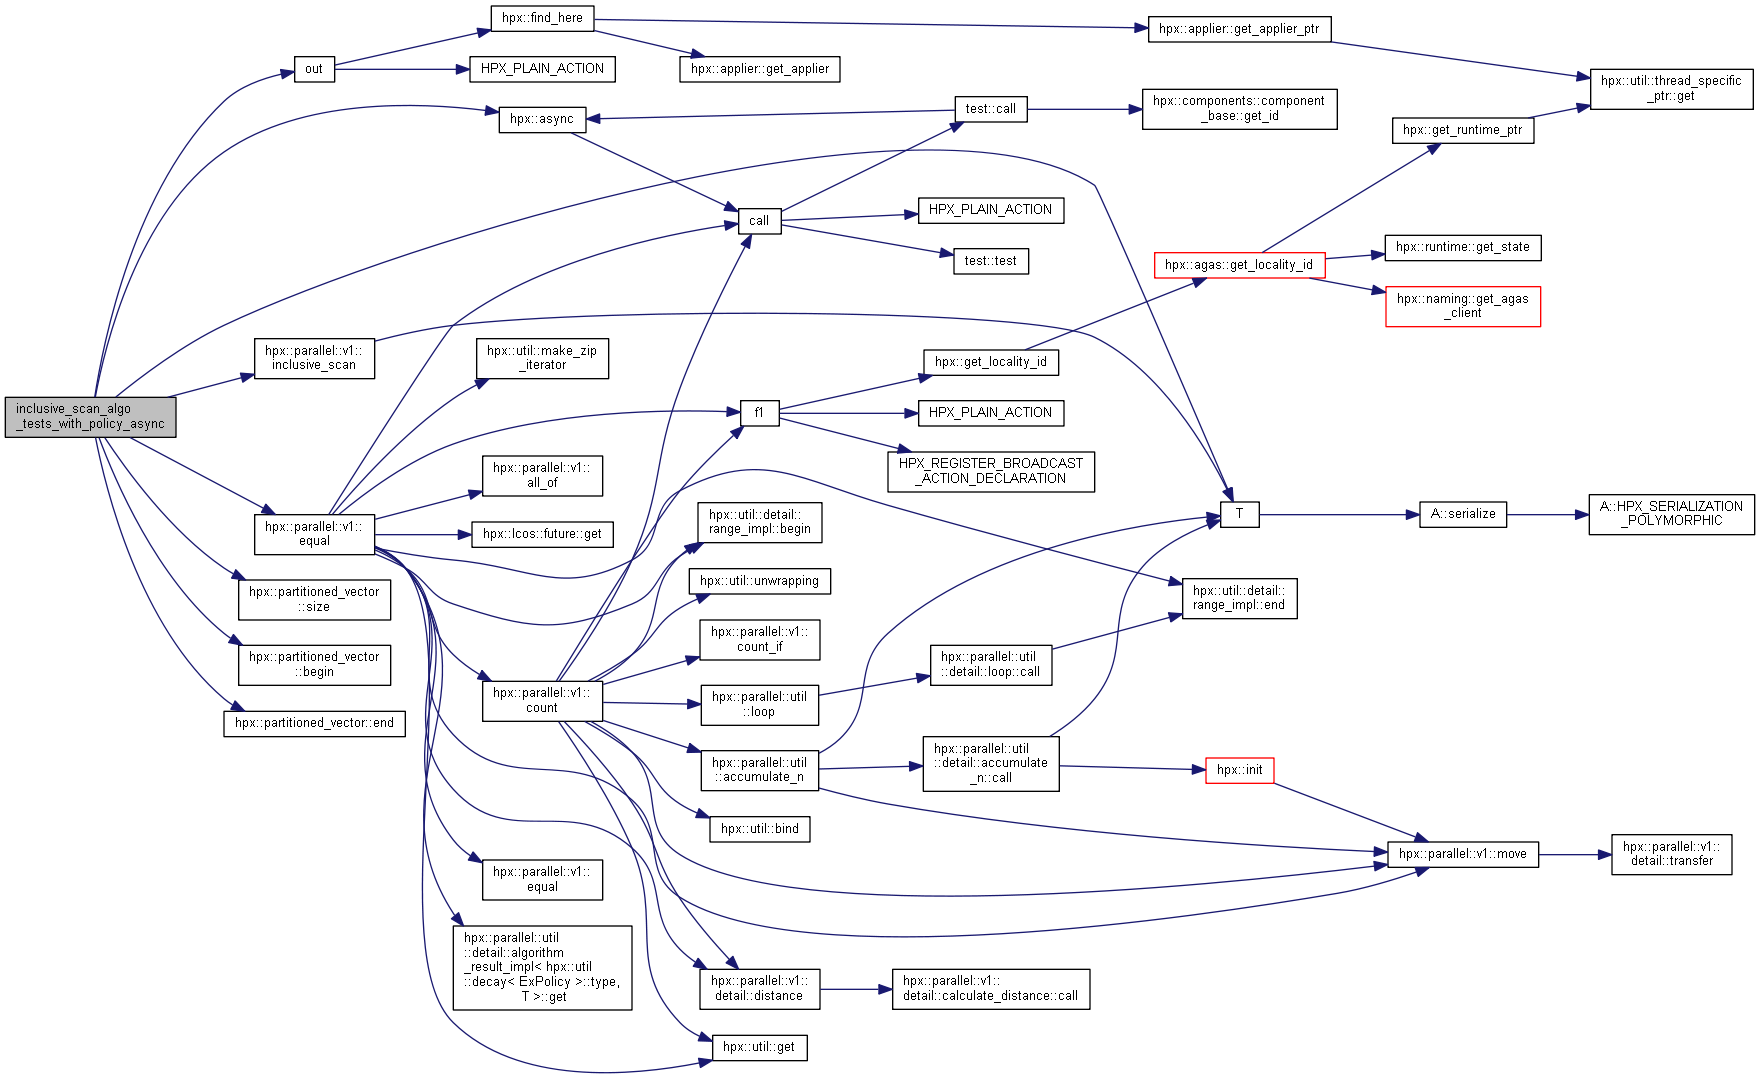 inclusive_scan_algo
_tests_with_policy_async
out
hpx::find_here
HPX_PLAIN_ACTION
hpx::applier::get_applier
hpx::applier::get_applier_ptr
hpx::util::thread_specific
_ptr::get
hpx::async
test::call
hpx::components::component
_base::get_id
hpx::get_runtime_ptr
call
HPX_PLAIN_ACTION
test::test
hpx::agas::get_locality_id
hpx::runtime::get_state
hpx::naming::get_agas
_client
hpx::parallel::v1::
inclusive_scan
hpx::util::make_zip
_iterator
hpx::get_locality_id
f1
HPX_PLAIN_ACTION
HPX_REGISTER_BROADCAST
_ACTION_DECLARATION
hpx::parallel::v1::
all_of
hpx::parallel::v1::
equal
hpx::lcos::future::get
hpx::util::detail::
range_impl::begin
T
A::serialize
A::HPX_SERIALIZATION
_POLYMORPHIC
hpx::partitioned_vector
::size
hpx::util::unwrapping
hpx::util::detail::
range_impl::end
hpx::partitioned_vector
::begin
hpx::parallel::v1::
count_if
hpx::parallel::util
::detail::loop::call
hpx::parallel::v1::
count
hpx::parallel::util
::loop
hpx::partitioned_vector::end
hpx::parallel::util
::accumulate_n
hpx::parallel::util
::detail::accumulate
_n::call
hpx::init
hpx::util::bind
hpx::parallel::v1::move
hpx::parallel::v1::
detail::transfer
hpx::parallel::v1::
equal
hpx::parallel::util
::detail::algorithm
_result_impl< hpx::util
::decay< ExPolicy >::type,
T >::get
hpx::parallel::v1::
detail::distance
hpx::parallel::v1::
detail::calculate_distance::call
hpx::util::get